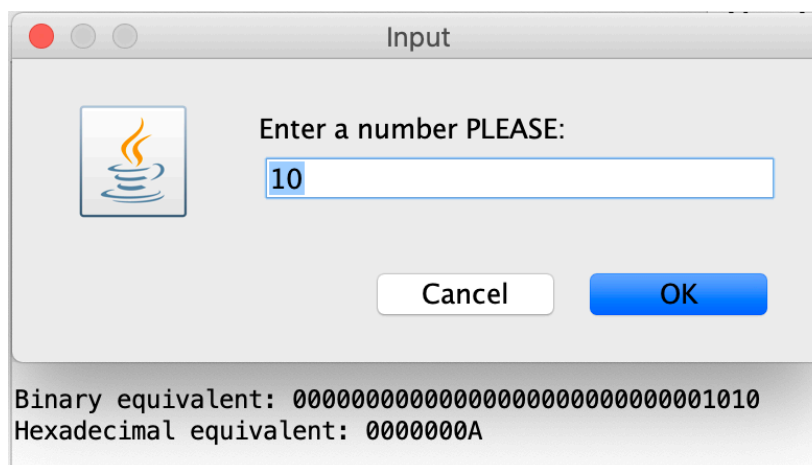 Input
Enter a number PLEASE:
10
Cancel OK
Binary equivalent: 00000000000000000000000000001010
Hexadecimal equivalent: 0000000A